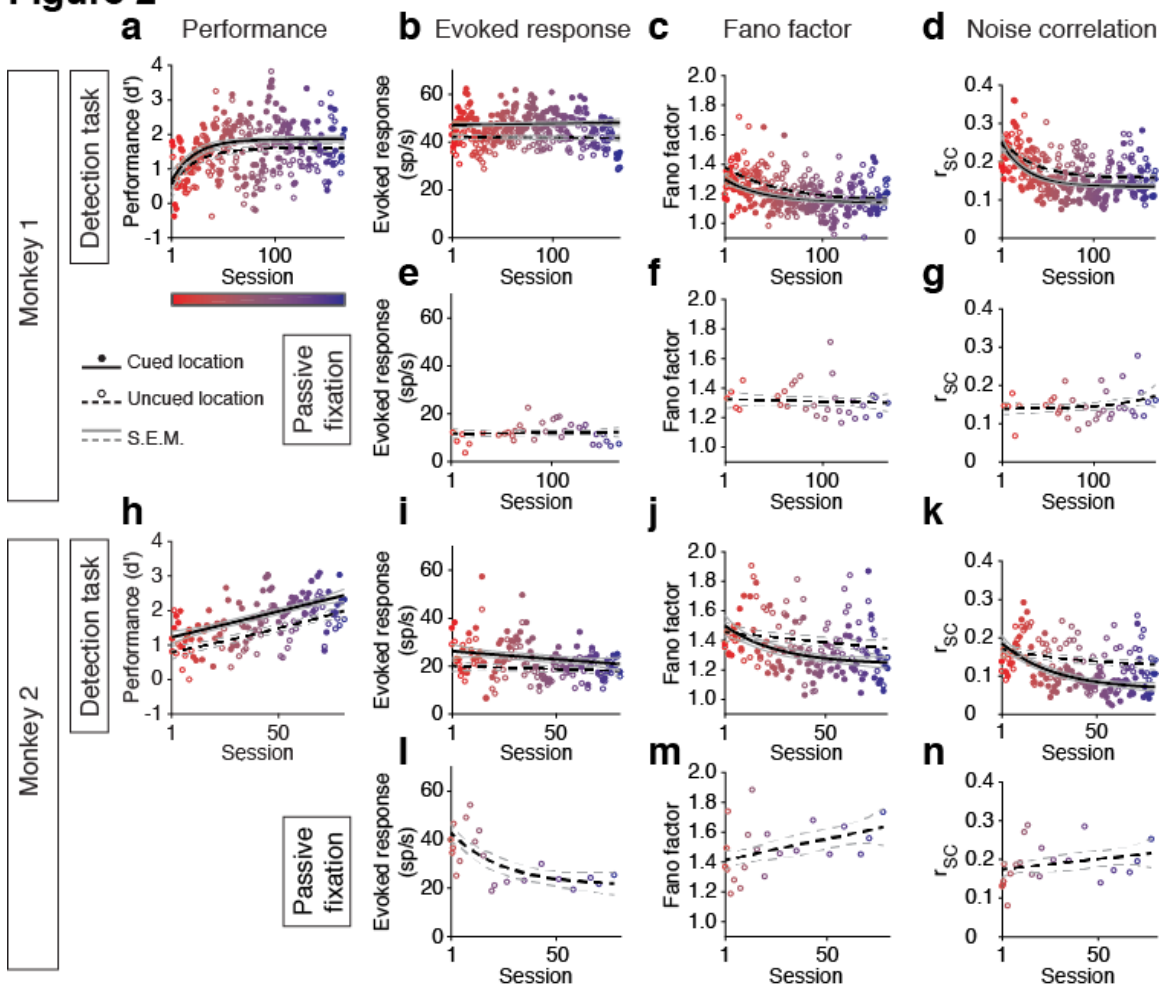 Figure 2
a Performance
b Evoked response
c Fano factor
d Noise correlation
Monkey 1
Detection task
Performance (d')
4
3
2
1
0
-1
1 100
Session
Evoked response
(sp/s)
60
40
20
0
1 100
Session
Fano factor
2.0
1.8
1.6
1.4
1.2
1.0
1 100
Session
rSC
0.4
0.3
0.2
0.1
0
1 100
Session
Cued location
Uncued location
S.E.M.
Passive
fixation
e
Evoked response
(sp/s)
60
40
20
0
100
Session
f
Fano factor
2.0
1.8
1.6
1.4
1.2
1.0
1 100
Session
g
rSC
0.4
0.3
0.2
0.1
0
1 100
Session
Monkey 2
Detection task
h
Performance (d')
4
3
2
1
0
-1
1 50
Session
i
Evoked response
(sp/s)
60
40
20
0
1 50
Session
j
Fano factor
2.0
1.8
1.6
1.4
1.2
1.0
1 50
Session
k
rSC
0.4
0.3
0.2
0.1
0
1 50
Session
Passive
fixation
l
Evoked response
(sp/s)
60
40
20
0
1 50
Session
m
Fano factor
2.0
1.8
1.6
1.4
1.2
1.0
1 50
Session
n
rSC
0.4
0.3
0.2
0.1
0
1 50
Session